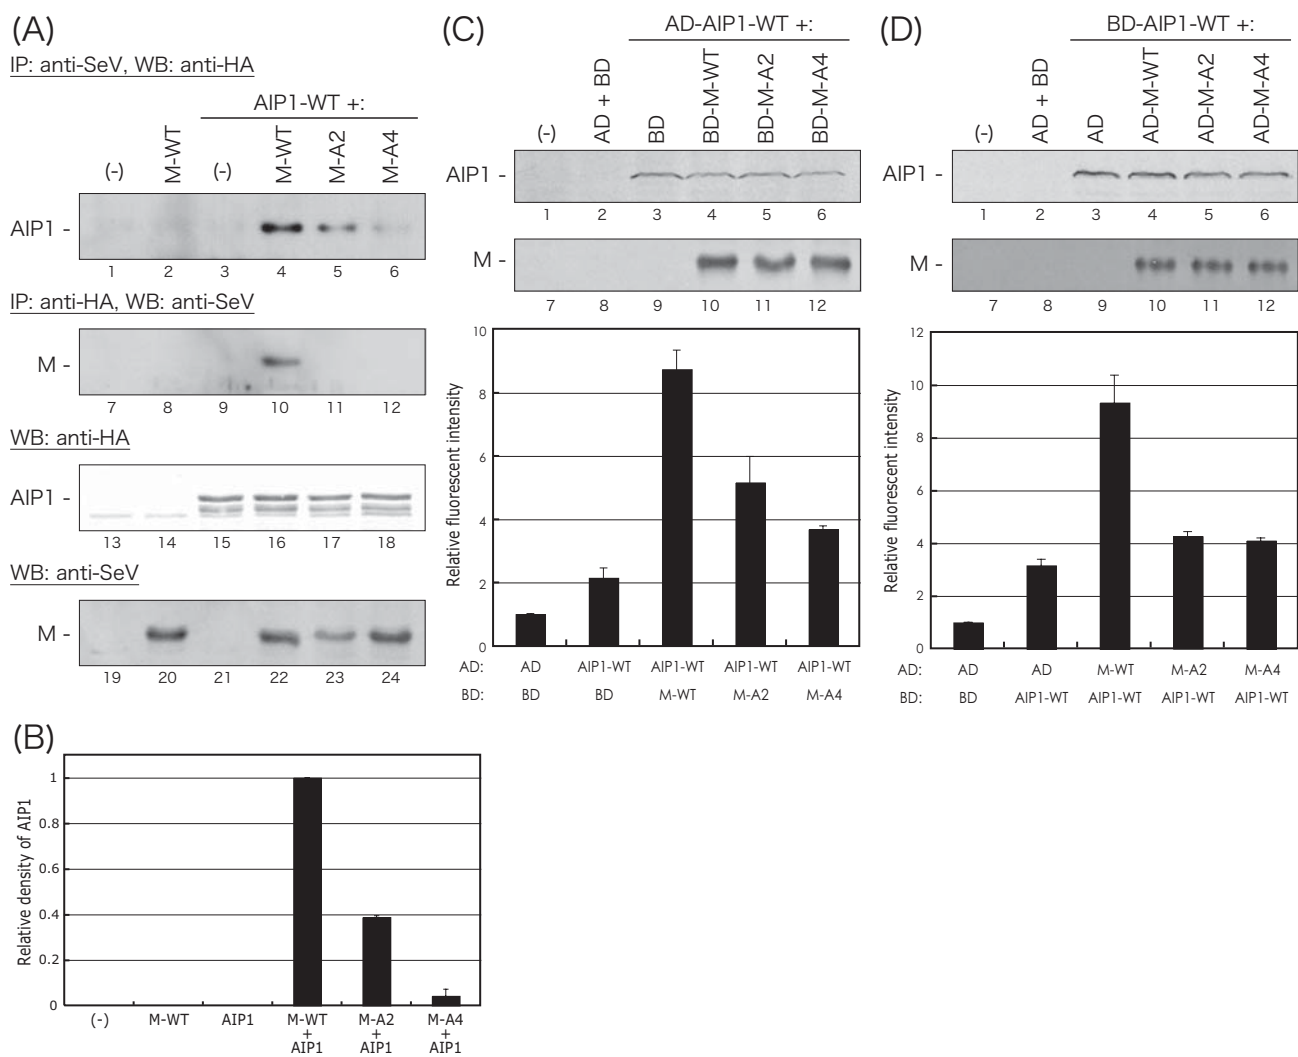 (A)
IP: anti-SeV, WB: anti-HA
AIP1-WT +:
(-) M-WT (-) M-WT M-A2 M-A4
AIP1 -
1 2 3 4 5 6
IP: anti-HA, WB: anti-SeV
M -
7 8 9 10 11 12
WB: anti-HA
AIP1 -
13 14 15 16 17 18
WB: anti-SeV
M -
19 20 21 22 23 24
(B)
Relative density of AIP1
1
0.8
0.6
0.4
0.2
0
(-) M-WT AIP1 M-WT M-A2 M-A4
+ + +
AIP1 AIP1 AIP1
(C)
AD-AIP1-WT +:
(-) AD + BD BD BD-M-WT BD-M-A2 BD-M-A4
AIP1 -
1 2 3 4 5 6
M -
7 8 9 10 11 12
Relative fluorescent intensity
10
8
6
4
2
0
AD: AD AIP1-WT AIP1-WT AIP1-WT AIP1-WT
BD: BD BD M-WT M-A2 M-A4
(D)
BD-AIP1-WT +:
(-) AD + BD AD AD-M-WT AD-M-A2 AD-M-A4
AIP1 -
1 2 3 4 5 6
M -
7 8 9 10 11 12
Relative fluorescent intensity
12
10
8
6
4
2
0
AD: AD AD M-WT M-A2 M-A4
BD: BD AIP1-WT AIP1-WT AIP1-WT AIP1-WT